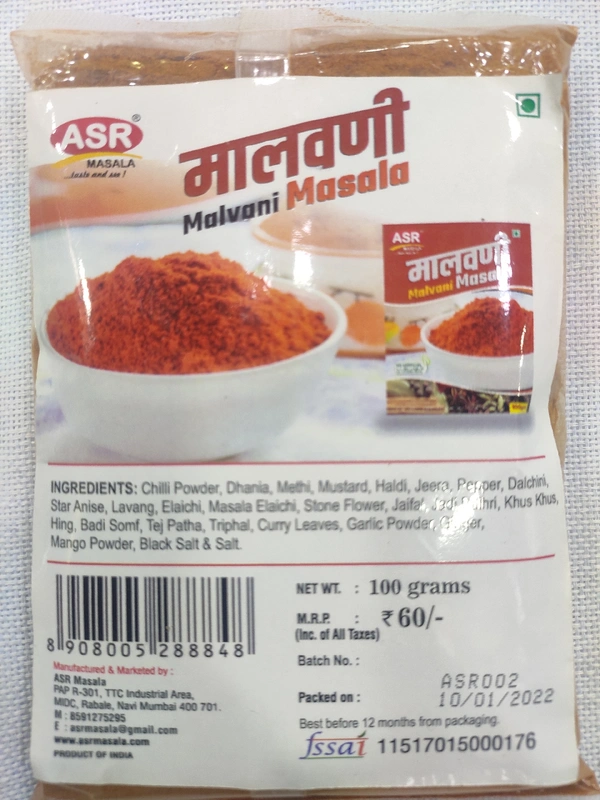 ASR®
MASALA
...taste and see!
मालवणी
Malvani Masala
ASR
मालवणी
Malvani Masala
INGREDIENTS: Chilli Powder, Dhania, Methi, Mustard, Haldi, Jeera, Pepper, Dalchini,
Star Anise, Lavang, Elaichi, Masala Elaichi, Stone Flower, Jaifal, Khus Khus,
Hing, Badi Somf, Tej Patha, Triphal, Curry Leaves, Garlic Powder, Ginger,
Mango Powder, Black Salt & Salt.
8 908005 288848
NET WT. : 100 grams
M.R.P. : ₹ 60/-
(Inc. of All Taxes)
Batch No. :
ASR002
Packed on : 10/01/2022
Best before 12 months from packaging.
fssai 11517015000176
Manufactured & Marketed by :
ASR Masala
PAP R-301, TTC Industrial Area,
MIDC, Rabale, Navi Mumbai 400 701.
M : 8591275295
E : asrmasala@gmail.com
www.asrmasala.com
PRODUCT OF INDIA